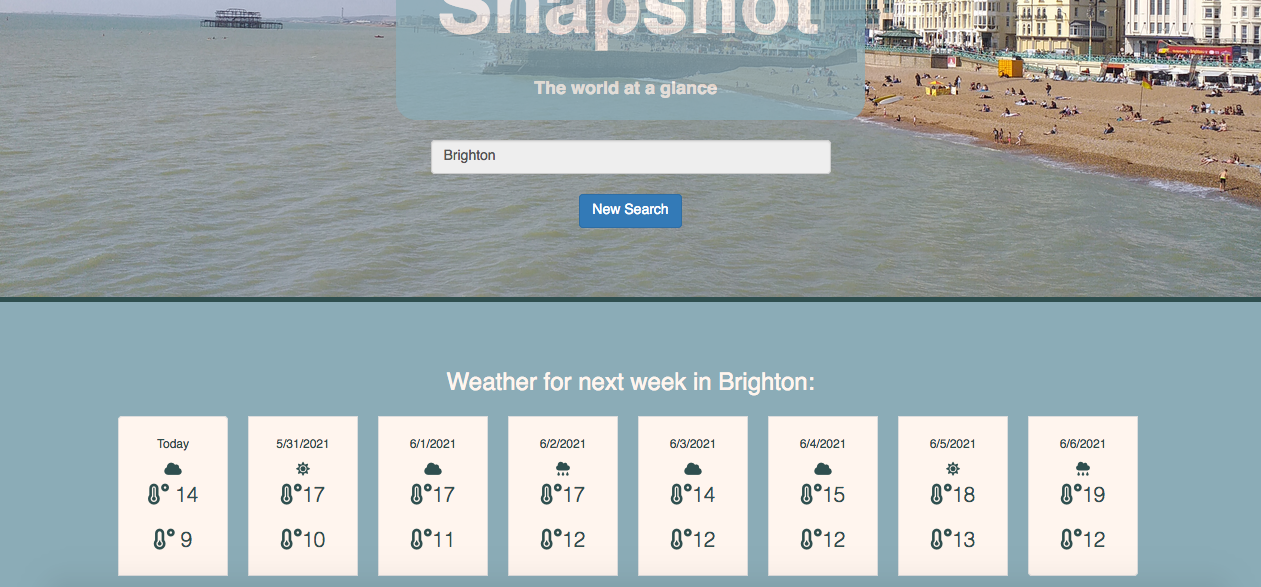 Snapshot
The world at a glance
Brighton
New Search
Weather for next week in Brighton:
Today 5/31/2021 6/1/2021 6/2/2021 6/3/2021 6/4/2021 6/5/2021 6/6/2021
° 14 °17 °17 °17 °14 °15 °18 °19
° 9 °10 °11 °12 °12 °12 °13 °12